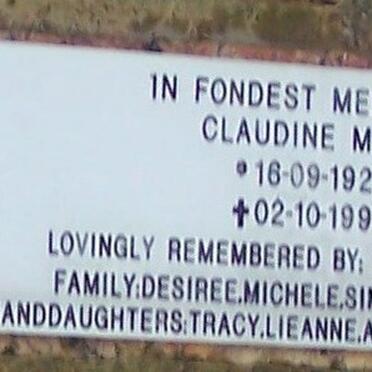 IN FONDEST ME
CLAUDINE M
*16-09-192
✝02-10-199
LOVINGLY REMEMBERED BY:
FAMILY:DESIREE,MICHELE,SI
ANDDAUGHTERS:TRACY,LIEANNE,A